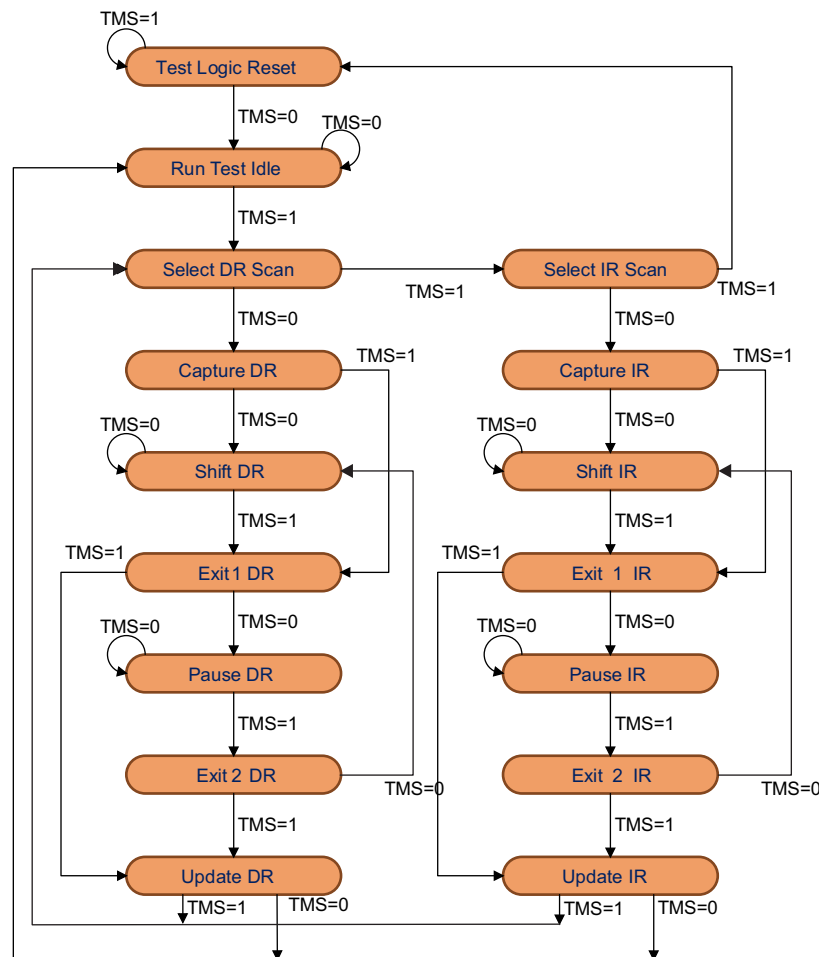 TMS=1
Test Logic Reset
TMS=0
TMS=0
Run Test Idle
TMS=1
Select DR Scan
TMS=1
Select IR Scan
TMS=1
TMS=0
TMS=0
Capture DR
TMS=1
Capture IR
TMS=1
TMS=0
TMS=0
TMS=0
TMS=0
Shift DR
Shift IR
TMS=1
TMS=1
TMS=1
TMS=1
Exit 1 DR
Exit 1 IR
TMS=0
TMS=0
TMS=0
TMS=0
Pause DR
Pause IR
TMS=1
TMS=1
Exit 2 DR
TMS=0
Exit 2 IR
TMS=0
TMS=1
TMS=1
Update DR
Update IR
TMS=1
TMS=0
TMS=1
TMS=0